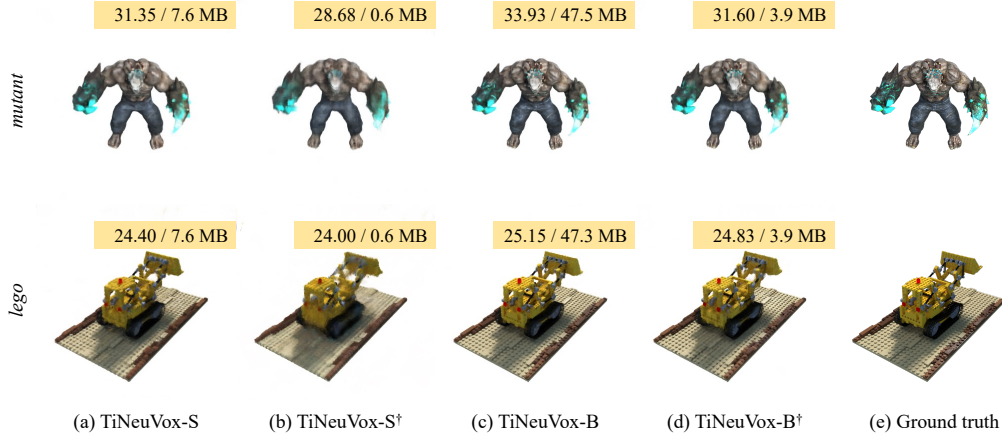 31.35 / 7.6 MB 28.68 / 0.6 MB 33.93 / 47.5 MB 31.60 / 3.9 MB
mutant
24.40 / 7.6 MB 24.00 / 0.6 MB 25.15 / 47.3 MB 24.83 / 3.9 MB
lego
(a) TiNeuVox-S (b) TiNeuVox-S† (c) TiNeuVox-B (d) TiNeuVox-B† (e) Ground truth